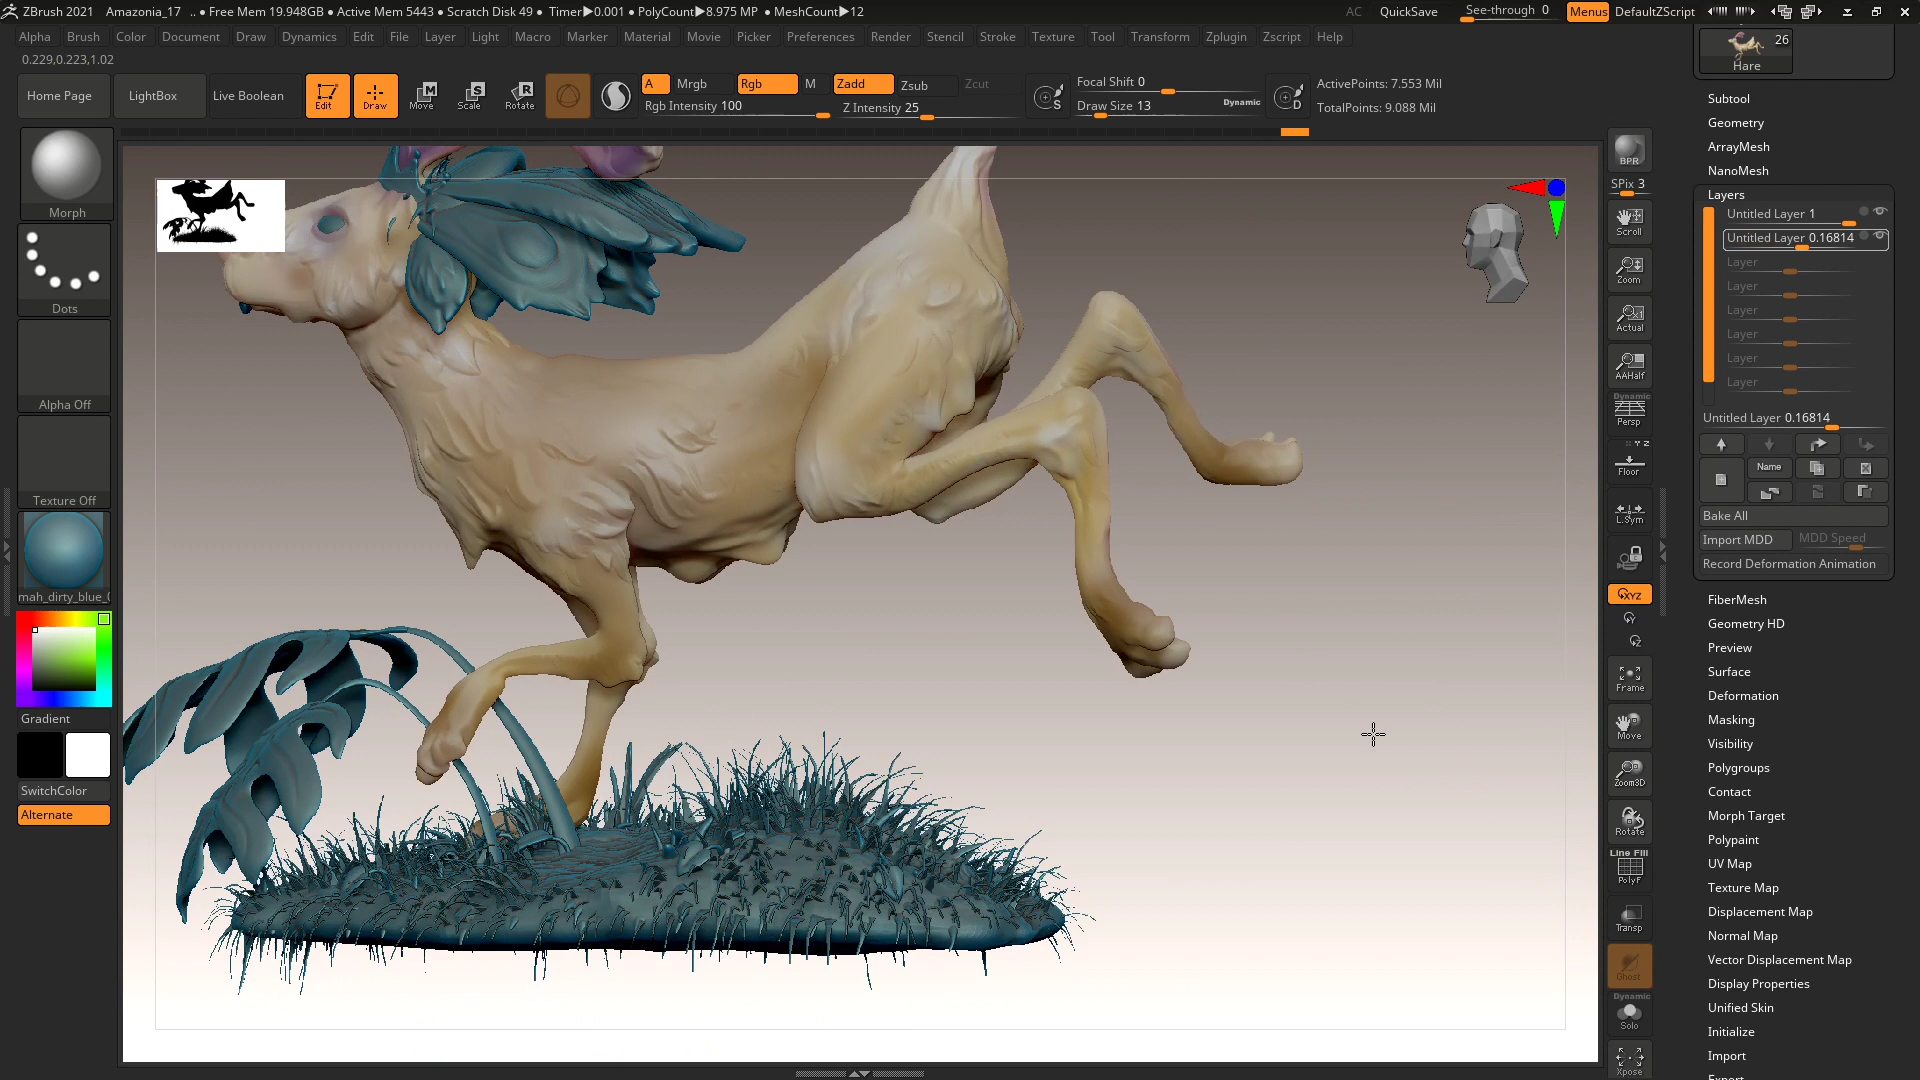 ZBrush 2021 Amazonia_17 .. ● Free Mem 19.948GB ● Active Mem 5443 ● Scratch Disk 49 ● Timer▶0.001 ● PolyCount▶8.975 MP ● MeshCount▶12 AC QuickSave See-through 0 Menus DefaultZScript
Alpha Brush Color Document Draw Dynamics Edit File Layer Light Macro Marker Material Movie Picker Preferences Render Stencil Stroke Texture Tool Transform Zplugin Zscript Help
0.229,0.223,1.02
Home Page LightBox Live Boolean Edit Draw Move Scale Rotate
A Mrgb Rgb M Zadd Zsub Zcut
Rgb Intensity 100 Z Intensity 25
Focal Shift 0
Draw Size 13 Dynamic
ActivePoints: 7.553 Mil
TotalPoints: 9.088 Mil
Morph
Dots
Alpha Off
Texture Off
mah_dirty_blue_
Gradient
SwitchColor
Alternate
BPR
SPix 3
Scroll
Zoom
Actual
AAHalf
Dynamic
Persp
Floor
L.Sym
XYZ
Frame
Move
Zoom3D
Rotate
Line Fill
PolyF
Transp
Ghost
Dynamic
Solo
Xpose
26
Hare
Subtool
Geometry
ArrayMesh
NanoMesh
Layers
Untitled Layer 1
Untitled Layer 0.16814
Layer
Layer
Layer
Layer
Layer
Layer
Untitled Layer 0.16814
Name
Bake All
Import MDD MDD Speed
Record Deformation Animation
FiberMesh
Geometry HD
Preview
Surface
Deformation
Masking
Visibility
Polygroups
Contact
Morph Target
Polypaint
UV Map
Texture Map
Displacement Map
Normal Map
Vector Displacement Map
Display Properties
Unified Skin
Initialize
Import
Export